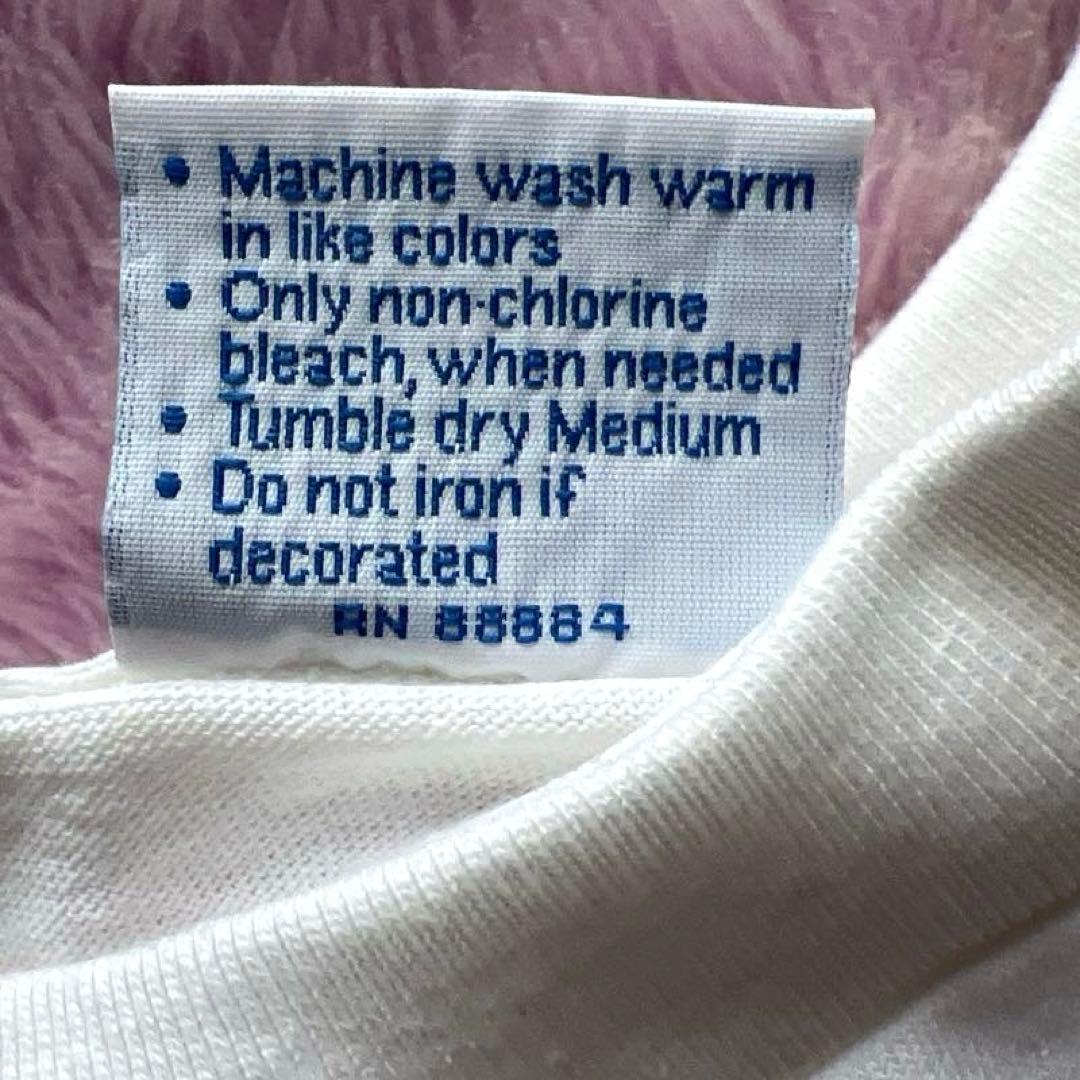 • Machine wash warm
in like colors
• Only non-chlorine
bleach, when needed
• Tumble dry Medium
• Do not iron if
decorated
RN 88884